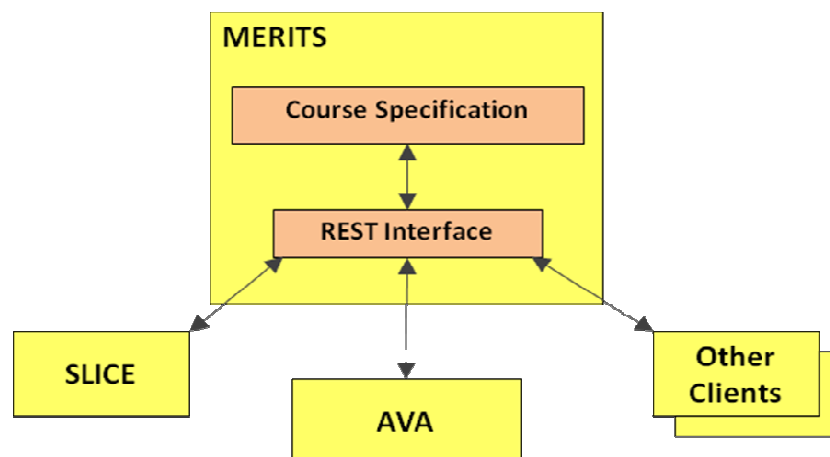 MERITS
Course Specification
REST Interface
SLICE
AVA
Other
Clients